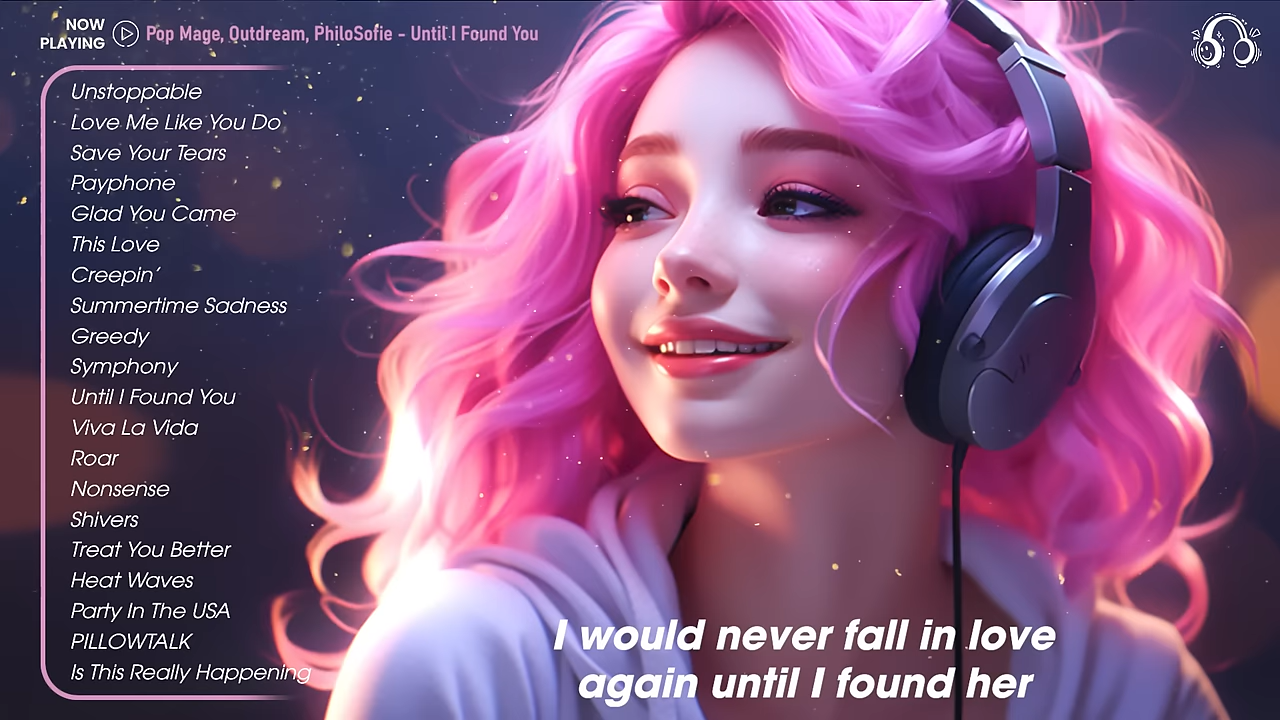 NOW
PLAYING
Pop Mage, Outdream, PhiloSofie - Until I Found You
Unstoppable
Love Me Like You Do
Save Your Tears
Payphone
Glad You Came
This Love
Creepin'
Summertime Sadness
Greedy
Symphony
Until I Found You
Viva La Vida
Roar
Nonsense
Shivers
Treat You Better
Heat Waves
Party In The USA
PILLOWTALK
Is This Really Happening
I would never fall in love
again until I found her